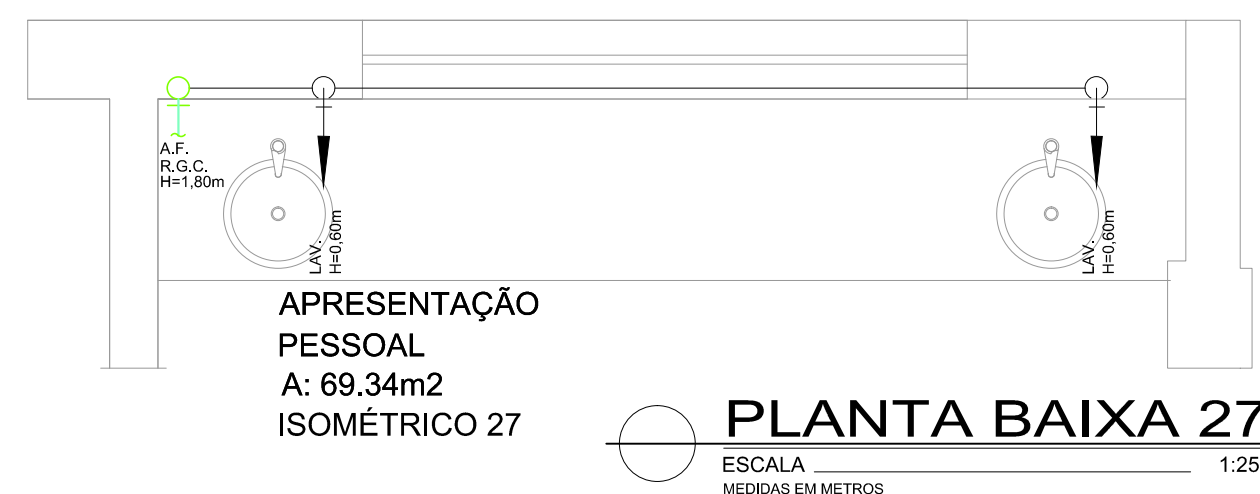 A.F.
R.G.C.
H=1,80m
LAV.
H=0,60m
LAV.
H=0,60m
APRESENTAÇÃO
PESSOAL
A: 69.34m2
ISOMÉTRICO 27
PLANTA BAIXA 27
ESCALA 1:25
MEDIDAS EM METROS